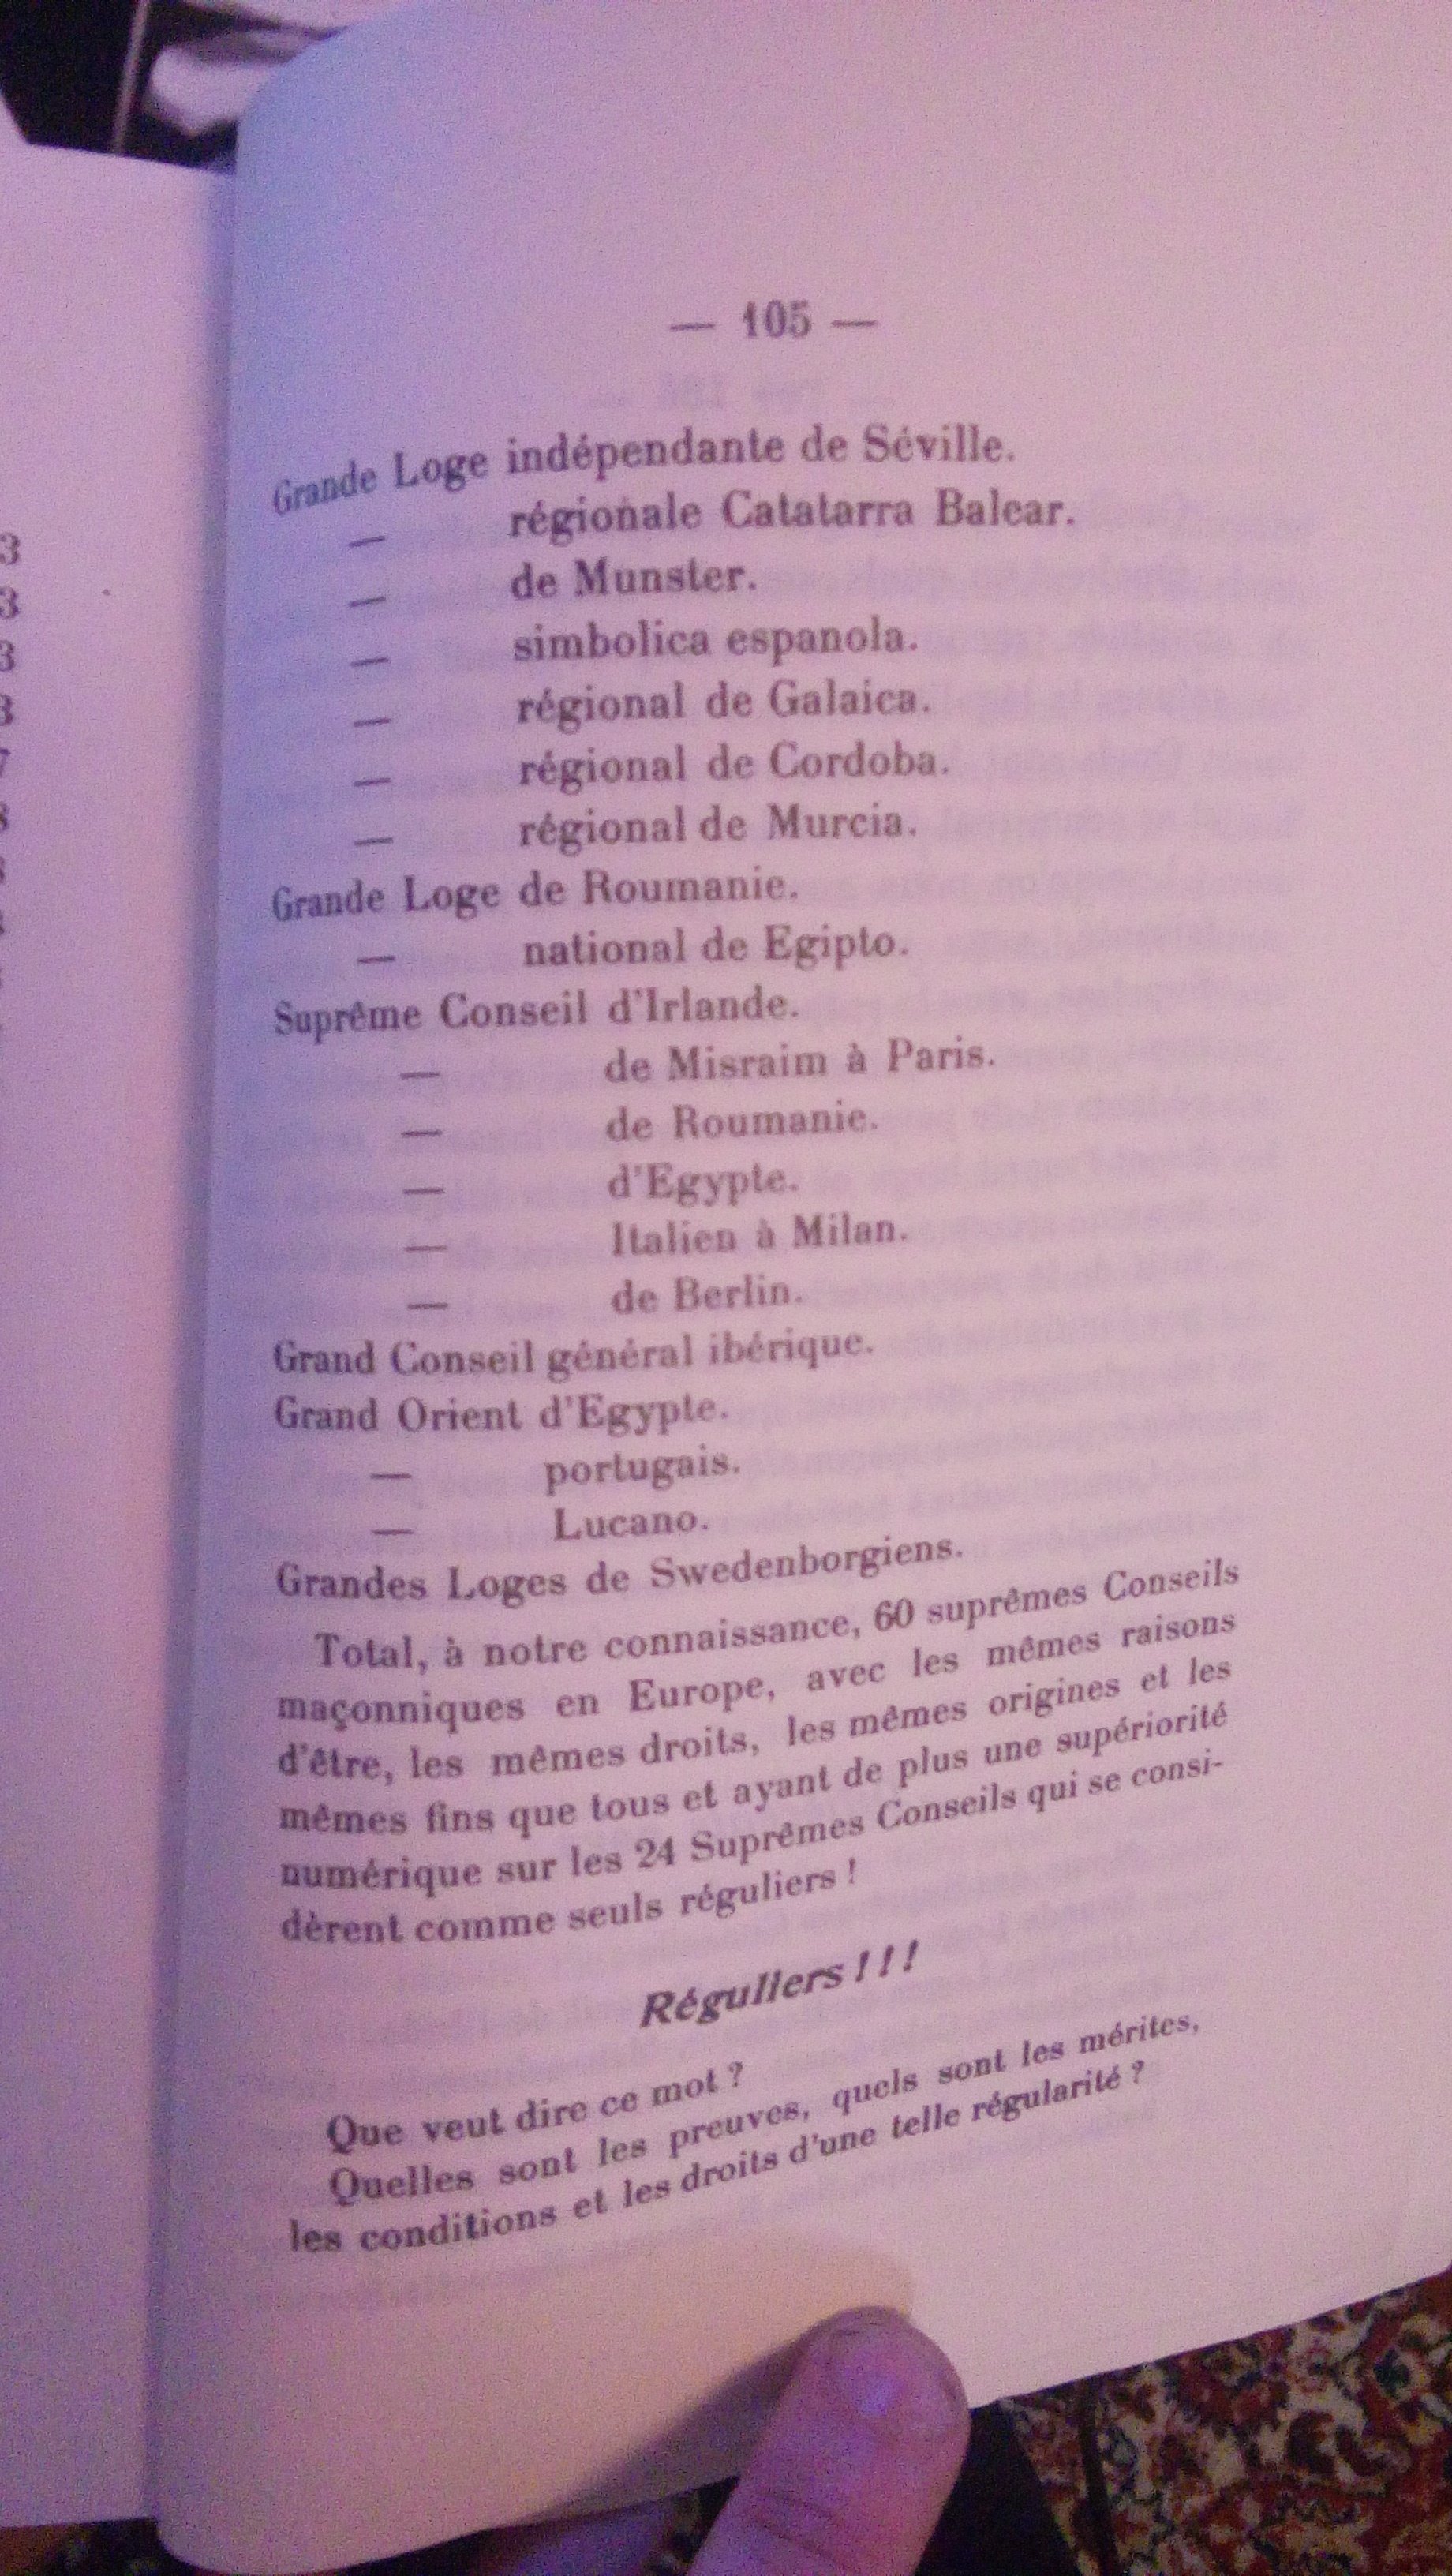 — 105 —
Grande Loge indépendante de Séville.
— régionale Catatarra Balear.
— de Munster.
— simbolica espanola.
— régional de Galaica.
— régional de Cordoba.
— régional de Murcia.
Grande Loge de Roumanie.
— national de Egipto.
Suprême Conseil d'Irlande.
— de Misraim à Paris.
— de Roumanie.
— d'Egypte.
— Italien à Milan.
— de Berlin.
Grand Conseil général ibérique.
Grand Orient d'Egypte.
— portugais.
— Lucano.
Grandes Loges de Swedenborgiens.
Total, à notre connaissance, 60 suprêmes Conseils
maçonniques en Europe, avec les mêmes raisons
d'être, les mêmes droits, les mêmes origines et les
mêmes fins que tous et ayant de plus une supériorité
numérique sur les 24 Suprêmes Conseils qui se consi-
dèrent comme seuls réguliers !
Réguliers ! ! !
Que veut dire ce mot ?
Quelles sont les preuves, quels sont les mérites,
les conditions et les droits d'une telle régularité ?